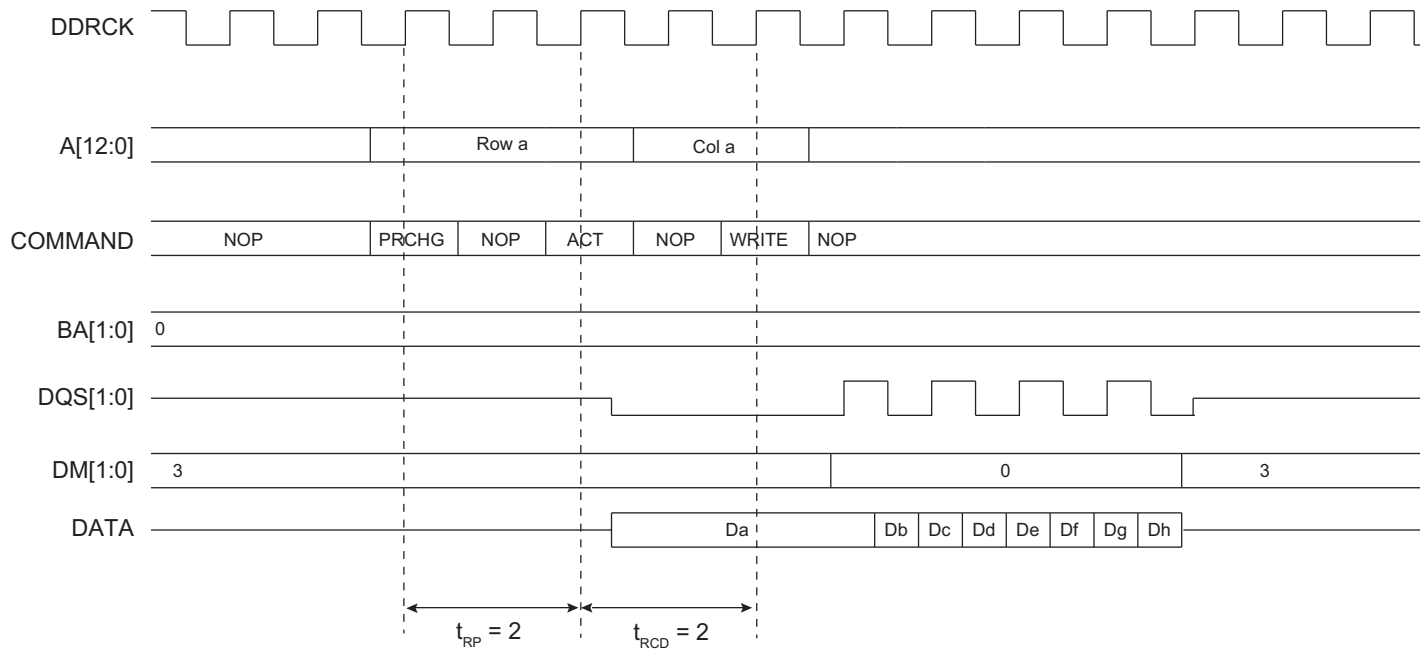 DDRCK
A[12:0] Row a Col a
COMMAND NOP PRCHG NOP ACT NOP WRITE NOP
BA[1:0] 0
DQS[1:0]
DM[1:0] 3 0 3
DATA Da Db Dc Dd De Df Dg Dh
tRP = 2 tRCD = 2